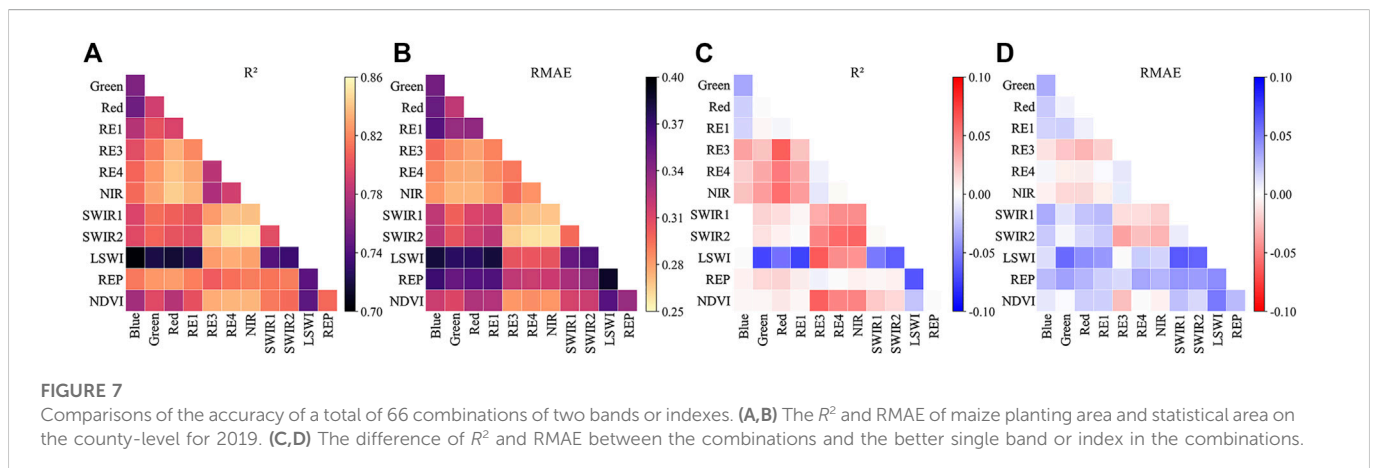 A
B
C
D
R²
RMAE
R²
RMAE
Green
Red
RE1
RE3
RE4
NIR
SWIR1
SWIR2
LSWI
REP
NDVI
Blue
Green
Red
RE1
RE3
RE4
NIR
SWIR1
SWIR2
LSWI
REP
0.86
0.82
0.78
0.74
0.70
Green
Red
RE1
RE3
RE4
NIR
SWIR1
SWIR2
LSWI
REP
NDVI
Blue
Green
Red
RE1
RE3
RE4
NIR
SWIR1
SWIR2
LSWI
REP
0.40
0.37
0.34
0.31
0.28
0.25
Green
Red
RE1
RE3
RE4
NIR
SWIR1
SWIR2
LSWI
REP
NDVI
Blue
Green
Red
RE1
RE3
RE4
NIR
SWIR1
SWIR2
LSWI
REP
0.10
0.05
0.00
-0.05
-0.10
Green
Red
RE1
RE3
RE4
NIR
SWIR1
SWIR2
LSWI
REP
NDVI
Blue
Green
Red
RE1
RE3
RE4
NIR
SWIR1
SWIR2
LSWI
REP
0.10
0.05
0.00
-0.05
-0.10
FIGURE 7
Comparisons of the accuracy of a total of 66 combinations of two bands or indexes. (A,B) The R² and RMAE of maize planting area and statistical area on
the county-level for 2019. (C,D) The difference of R² and RMAE between the combinations and the better single band or index in the combinations.